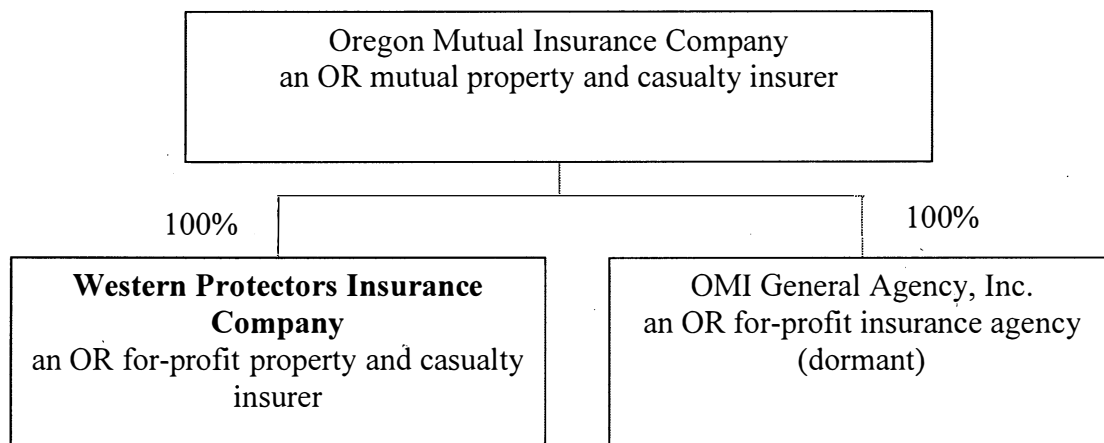 Oregon Mutual Insurance Company
an OR mutual property and casualty insurer
100%
100%
Western Protectors Insurance
Company
an OR for-profit property and casualty
insurer
OMI General Agency, Inc.
an OR for-profit insurance agency
(dormant)